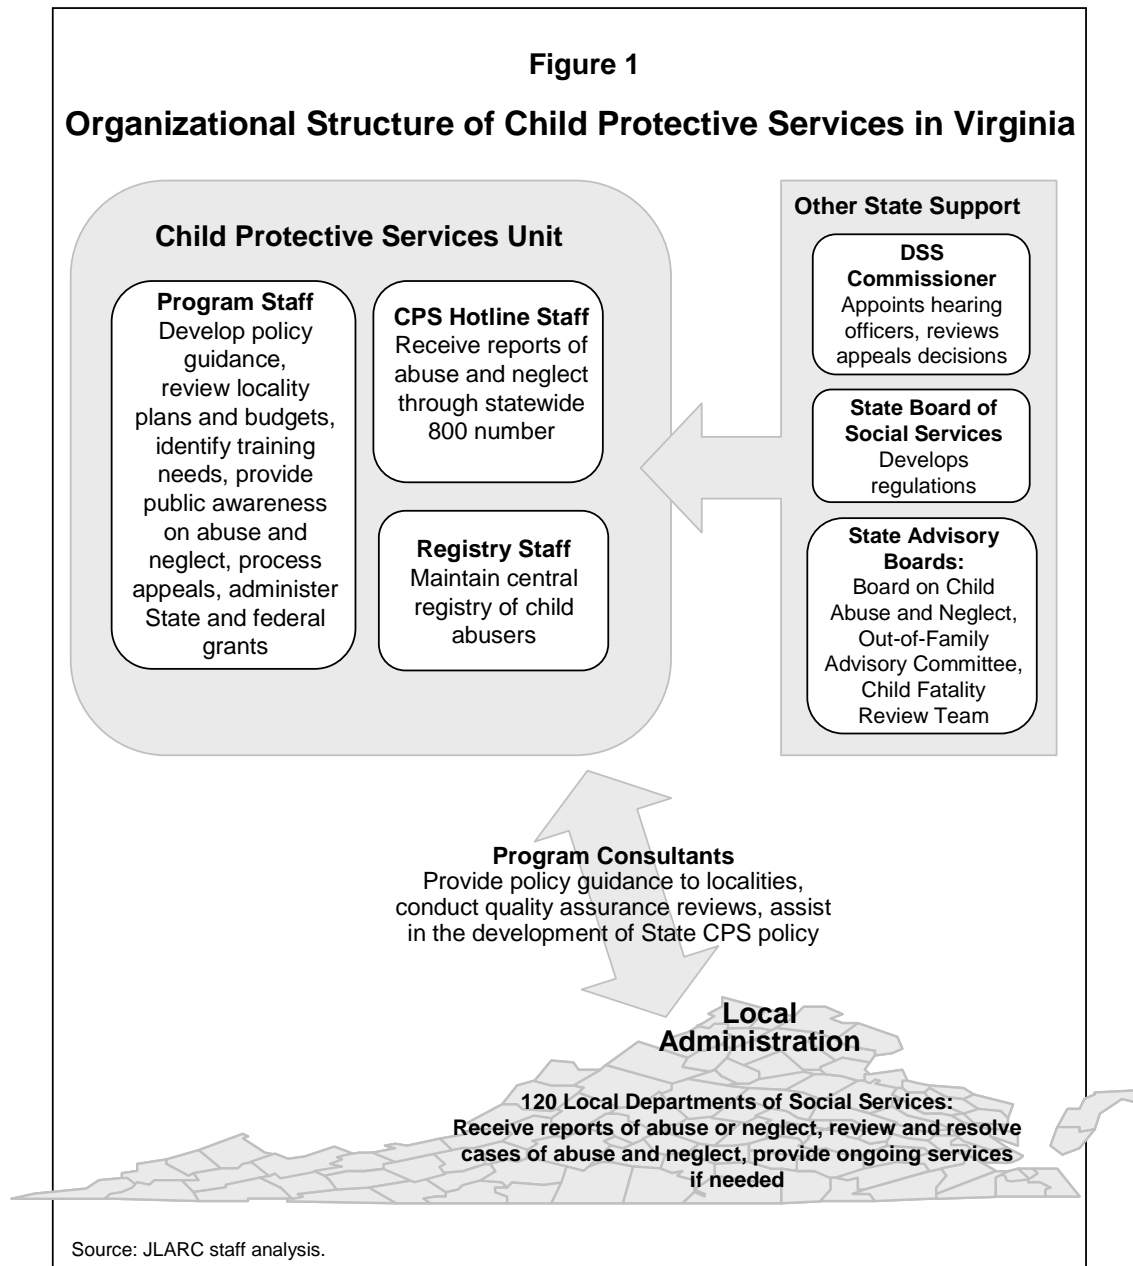 Figure 1
Organizational Structure of Child Protective Services in Virginia
Child Protective Services Unit
Program Staff
Develop policy
guidance,
review locality
plans and budgets,
identify training
needs, provide
public awareness
on abuse and
neglect, process
appeals, administer
State and federal
grants
CPS Hotline Staff
Receive reports of
abuse and neglect
through statewide
800 number
Registry Staff
Maintain central
registry of child
abusers
Other State Support
DSS
Commissioner
Appoints hearing
officers, reviews
appeals decisions
State Board of
Social Services
Develops
regulations
State Advisory
Boards:
Board on Child
Abuse and Neglect,
Out-of-Family
Advisory Committee,
Child Fatality
Review Team
Program Consultants
Provide policy guidance to localities,
conduct quality assurance reviews, assist
in the development of State CPS policy
Local
Administration
120 Local Departments of Social Services:
Receive reports of abuse or neglect, review and resolve
cases of abuse and neglect, provide ongoing services
if needed
Source: JLARC staff analysis.